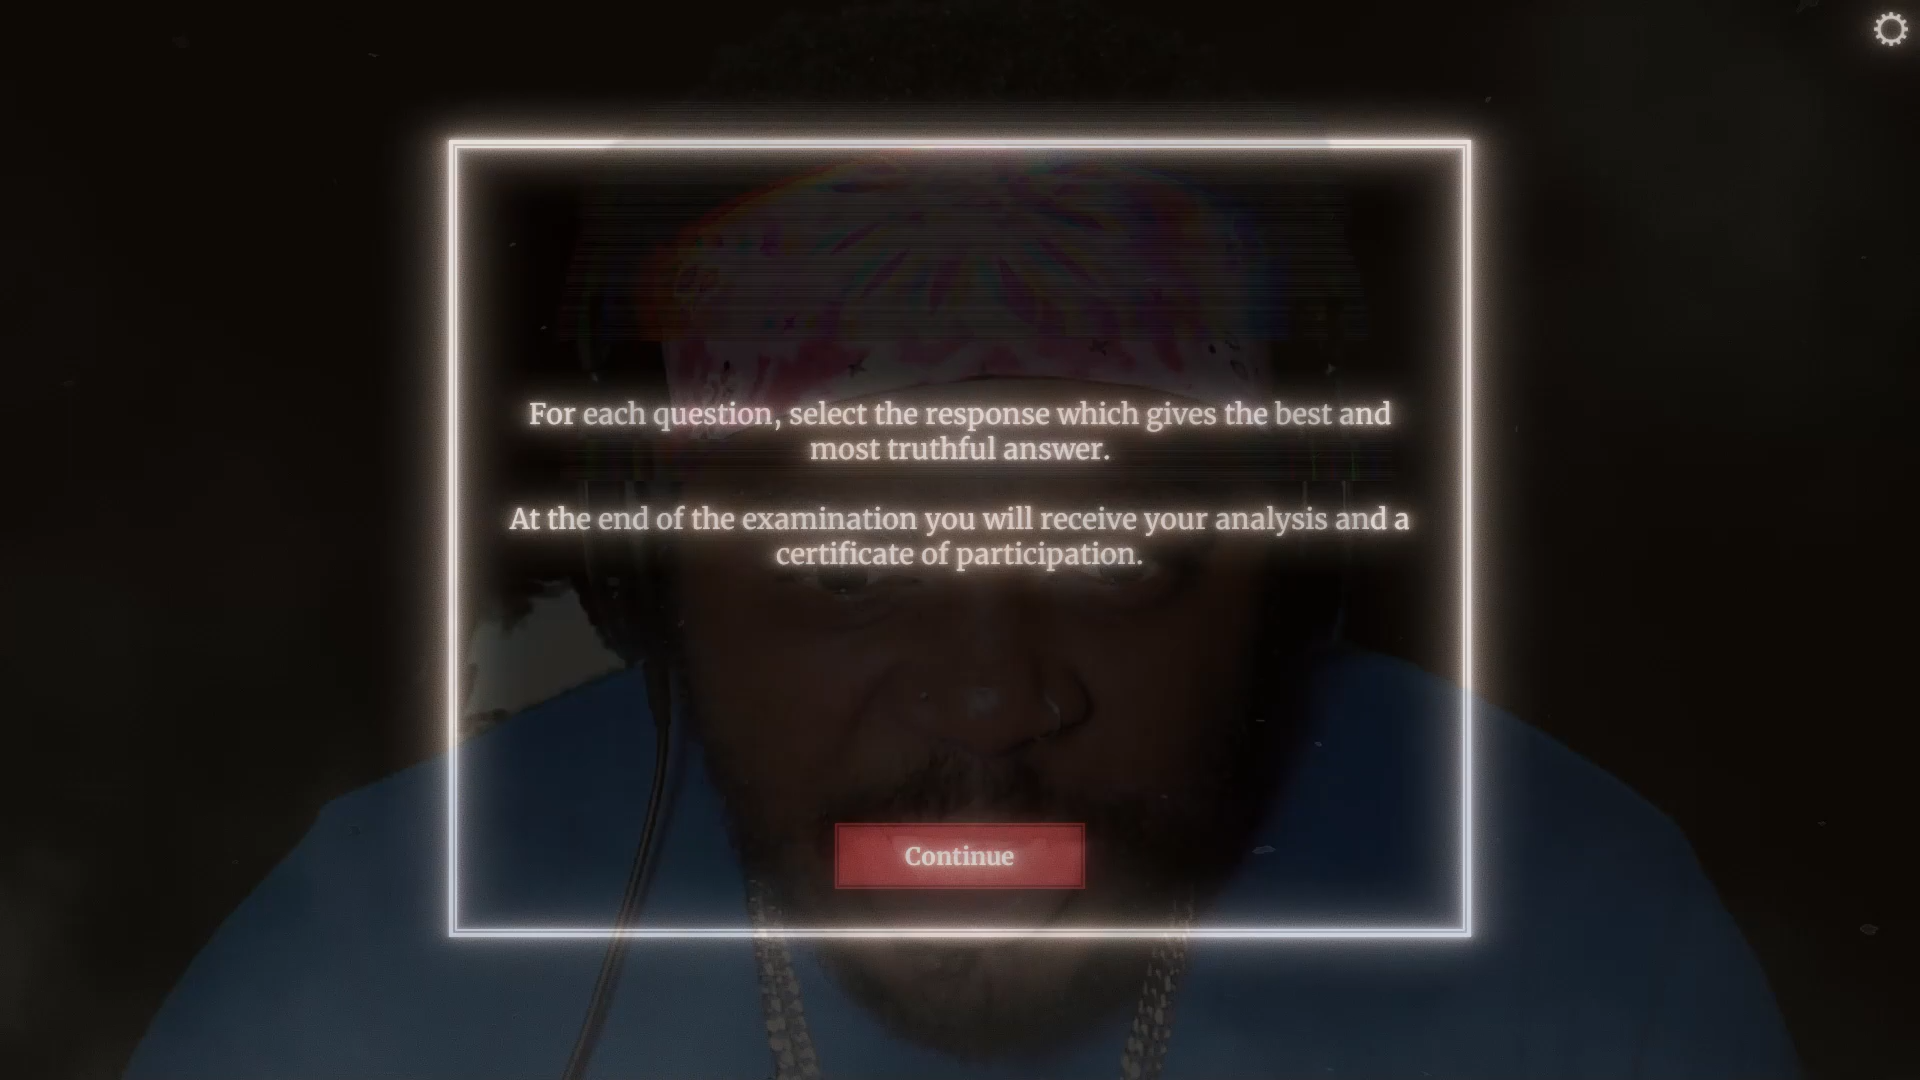 For each question, select the response which gives the best and
most truthful answer.
At the end of the examination you will receive your analysis and a
certificate of participation.
Continue